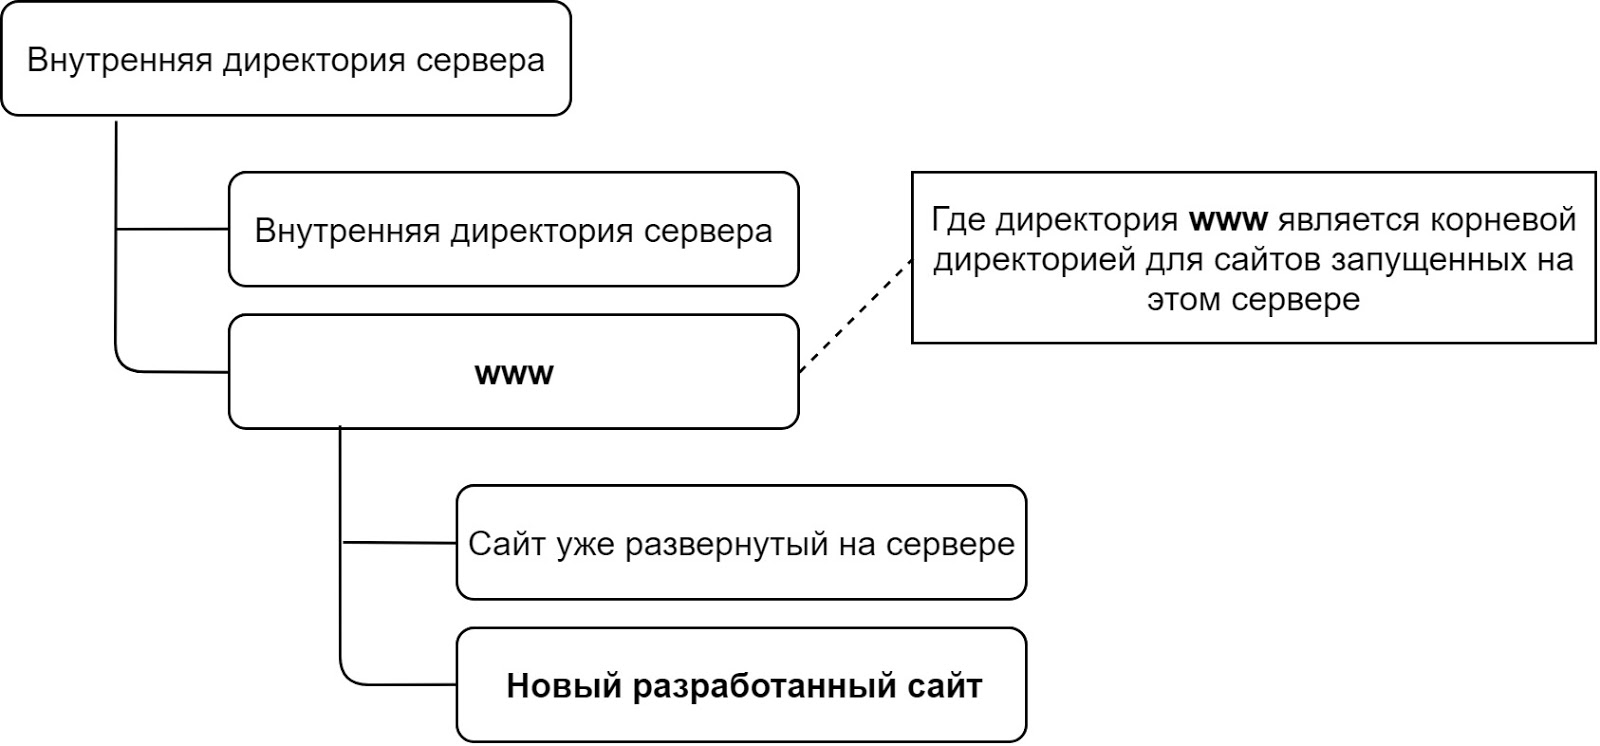 Внутренняя директория сервера
Внутренняя директория сервера
Где директория www является корневой
директорией для сайтов запущенных на
этом сервере
www
Сайт уже развернутый на сервере
Новый разработанный сайт